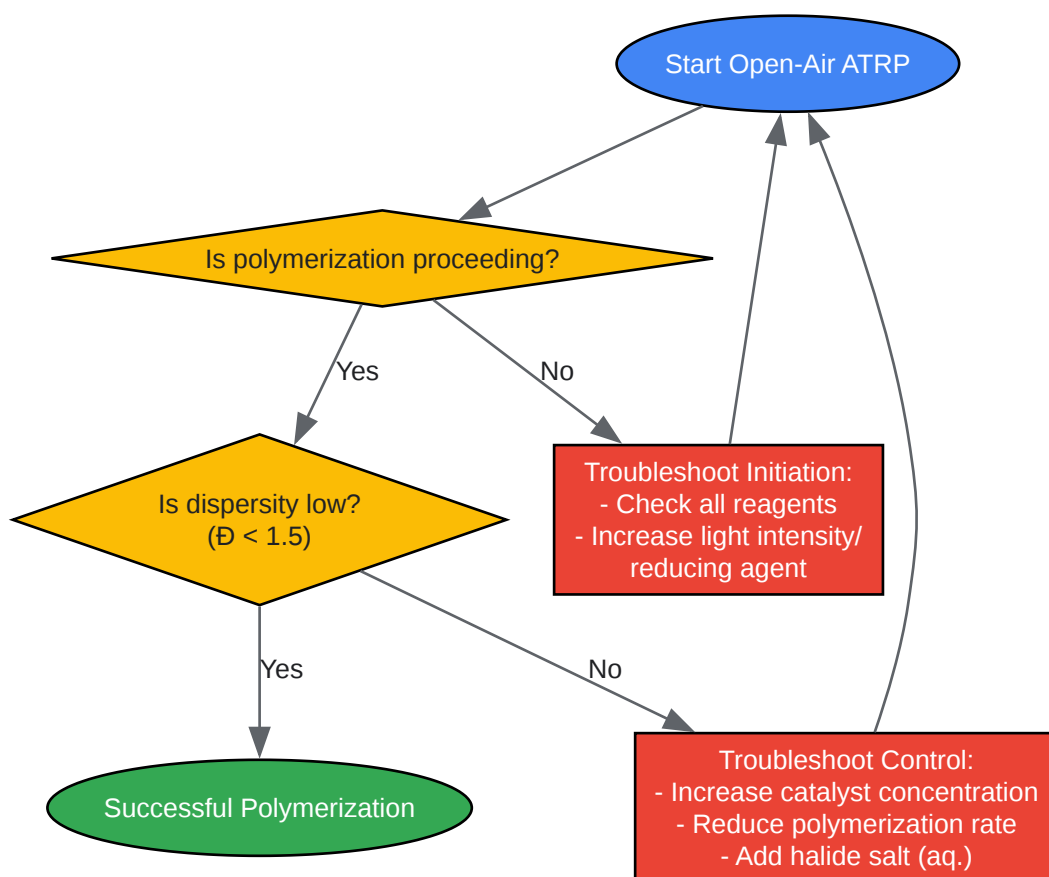 Start Open-Air ATRP
Is polymerization proceeding?
Yes
No
Is dispersity low?
(Đ < 1.5)
Troubleshoot Initiation:
- Check all reagents
- Increase light intensity/
reducing agent
Yes
No
Successful Polymerization
Troubleshoot Control:
- Increase catalyst concentration
- Reduce polymerization rate
- Add halide salt (aq.)